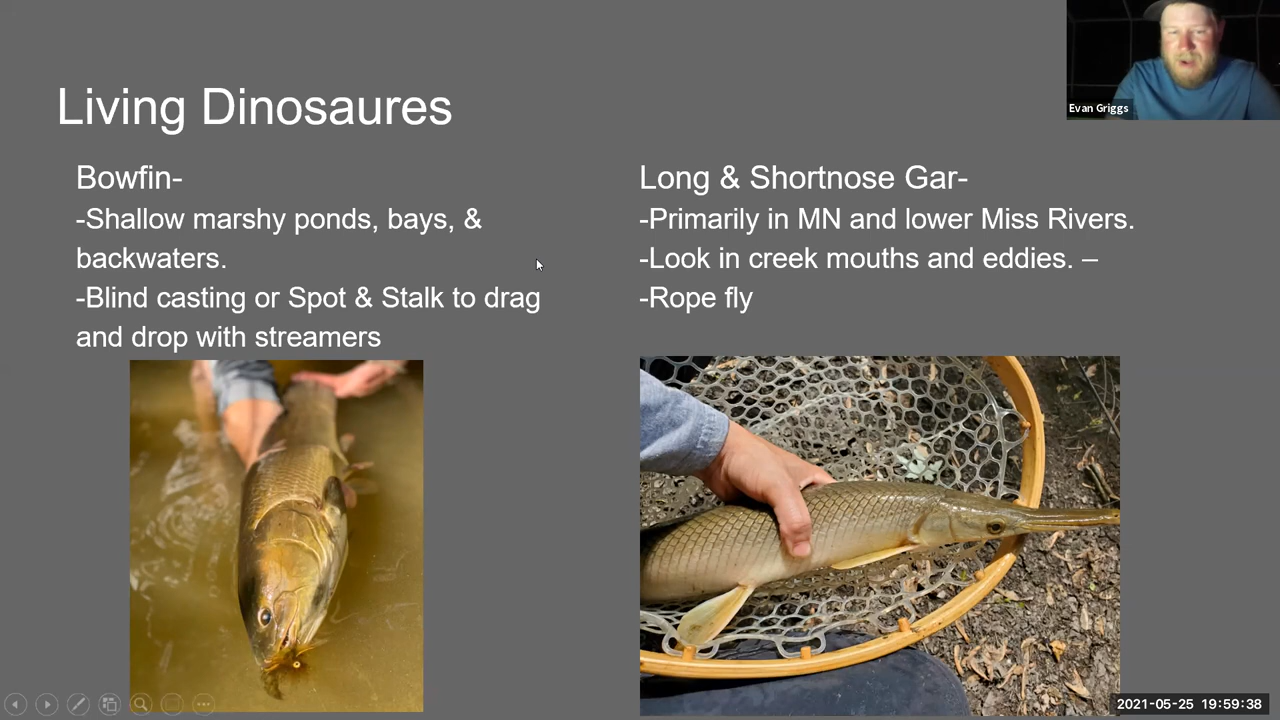 Living Dinosaures
Evan Griggs
Bowfin-
-Shallow marshy ponds, bays, &
backwaters.
-Blind casting or Spot & Stalk to drag
and drop with streamers
Long & Shortnose Gar-
-Primarily in MN and lower Miss Rivers.
-Look in creek mouths and eddies. –
-Rope fly
2021-05-25 19:59:38